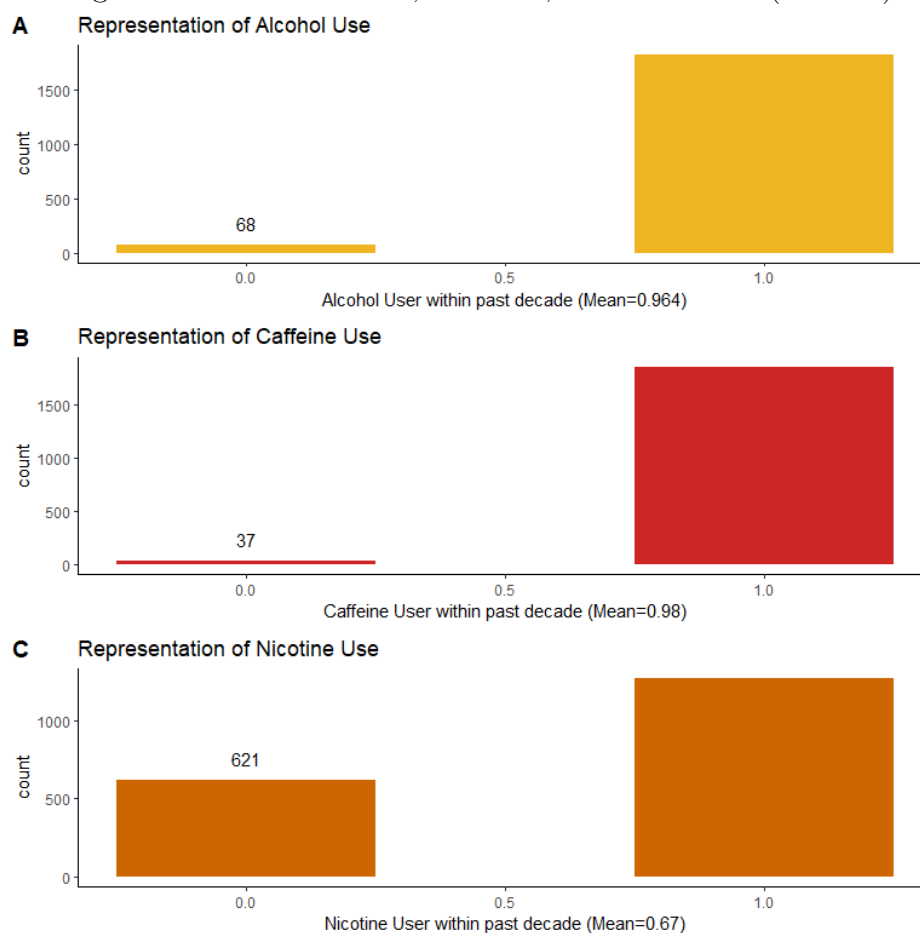 A Representation of Alcohol Use
1500
1000
500
0
count
68
0.0 0.5 1.0
Alcohol User within past decade (Mean=0.964)
B Representation of Caffeine Use
1500
1000
500
0
count
37
0.0 0.5 1.0
Caffeine User within past decade (Mean=0.98)
C Representation of Nicotine Use
1000
500
0
count
621
0.0 0.5 1.0
Nicotine User within past decade (Mean=0.67)